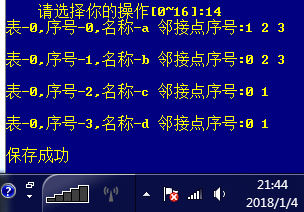 请选择你的操作[0~16]:14
表-0,序号-0,名称-a 邻接点序号:1 2 3
表-0,序号-1,名称-b 邻接点序号:0 2 3
表-0,序号-2,名称-c 邻接点序号:0 1
表-0,序号-3,名称-d 邻接点序号:0 1
保存成功
21:44
2018/1/4